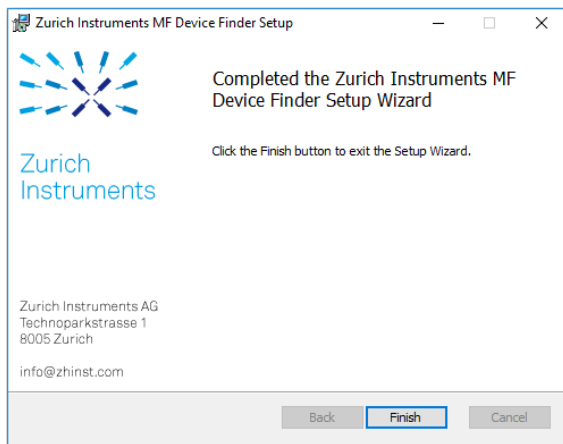 Zurich Instruments MF Device Finder Setup
Completed the Zurich Instruments MF
Device Finder Setup Wizard
Click the Finish button to exit the Setup Wizard.
Zurich
Instruments
Zurich Instruments AG
Technoparkstrasse 1
8005 Zurich
info@zhinst.com
Back
Finish
Cancel